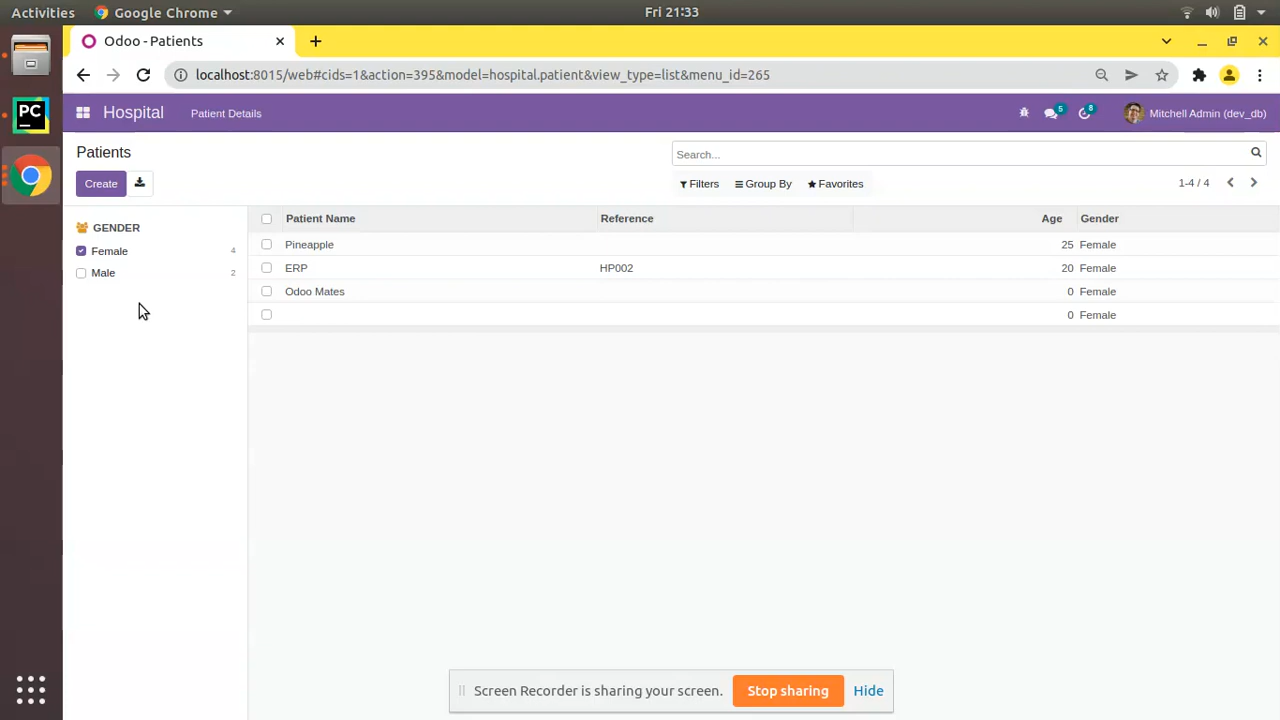 Activities
Google Chrome
Fri 21:33
Odoo - Patients
localhost:8015/web#cids=1&action=395&model=hospital.patient&view_type=list&menu_id=265
Hospital
Patient Details
5
8
Mitchell Admin (dev_db)
PC
Patients
Search...
Create
Filters
Group By
Favorites
1-4 / 4
GENDER
Female 4
Male 2
Patient Name Reference Age Gender
Pineapple 25 Female
ERP HP002 20 Female
Odoo Mates 0 Female
0 Female
Screen Recorder is sharing your screen.
Stop sharing
Hide